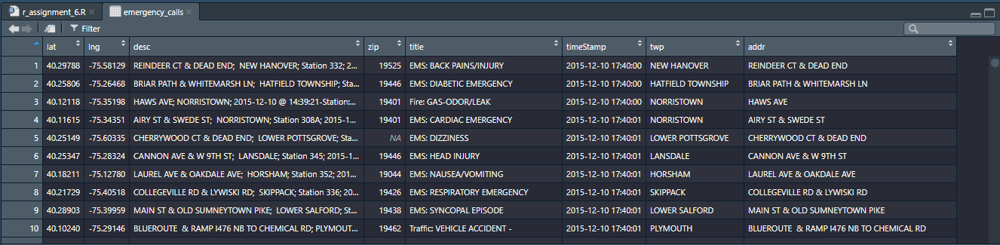 r_assignment_6.R emergency_calls
Filter
lat lng desc zip title timeStamp twp addr
1 40.29788 -75.58129 REINDEER CT & DEAD END; NEW HANOVER; Station 332; 2... 19525 EMS: BACK PAINS/INJURY 2015-12-10 17:40:00 NEW HANOVER REINDEER CT & DEAD END
2 40.25806 -75.26468 BRIAR PATH & WHITEMARSH LN; HATFIELD TOWNSHIP; Sta... 19446 EMS: DIABETIC EMERGENCY 2015-12-10 17:40:00 HATFIELD TOWNSHIP BRIAR PATH & WHITEMARSH LN
3 40.12118 -75.35198 HAWS AVE; NORRISTOWN; 2015-12-10 @ 14:39:21-Station:... 19401 Fire: GAS-ODOR/LEAK 2015-12-10 17:40:00 NORRISTOWN HAWS AVE
4 40.11615 -75.34351 AIRY ST & SWEDE ST; NORRISTOWN; Station 308A; 2015-1... 19401 EMS: CARDIAC EMERGENCY 2015-12-10 17:40:01 NORRISTOWN AIRY ST & SWEDE ST
5 40.25149 -75.60335 CHERRYWOOD CT & DEAD END; LOWER POTTSGROVE; Sta... NA EMS: DIZZINESS 2015-12-10 17:40:01 LOWER POTTSGROVE CHERRYWOOD CT & DEAD END
6 40.25347 -75.28324 CANNON AVE & W 9TH ST; LANSDALE; Station 345; 2015-1... 19446 EMS: HEAD INJURY 2015-12-10 17:40:01 LANSDALE CANNON AVE & W 9TH ST
7 40.18211 -75.12780 LAUREL AVE & OAKDALE AVE; HORSHAM; Station 352; 201... 19044 EMS: NAUSEA/VOMITING 2015-12-10 17:40:01 HORSHAM LAUREL AVE & OAKDALE AVE
8 40.21729 -75.40518 COLLEGEVILLE RD & LYWISKI RD; SKIPPACK; Station 336; 20... 19426 EMS: RESPIRATORY EMERGENCY 2015-12-10 17:40:01 SKIPPACK COLLEGEVILLE RD & LYWISKI RD
9 40.28903 -75.39959 MAIN ST & OLD SUMNEYTOWN PIKE; LOWER SALFORD; St... 19438 EMS: SYNCOPAL EPISODE 2015-12-10 17:40:01 LOWER SALFORD MAIN ST & OLD SUMNEYTOWN PIKE
10 40.10240 -75.29146 BLUEROUTE & RAMP I476 NB TO CHEMICAL RD; PLYMOUT... 19462 Traffic: VEHICLE ACCIDENT - 2015-12-10 17:40:01 PLYMOUTH BLUEROUTE & RAMP I476 NB TO CHEMICAL RD